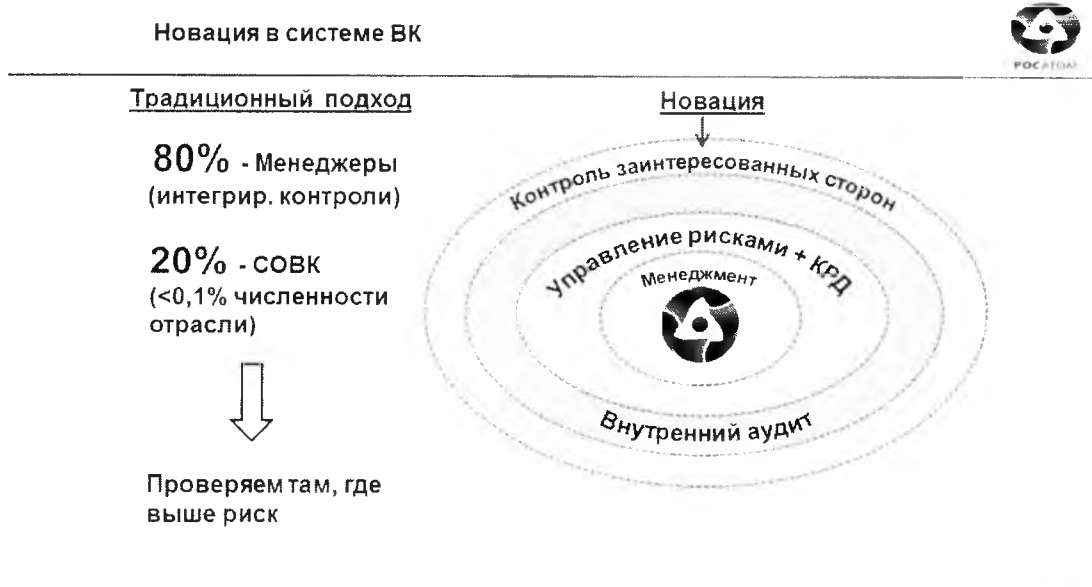 Новация в системе ВК
РОСАТОМ
Традиционный подход
80% - Менеджеры
(интегрир. контроли)
20% - СОВК
(<0,1% численности
отрасли)
Проверяем там, где
выше риск
Новация
Контроль заинтересованных сторон
Управление рисками + КРД
Менеджмент
Внутренний аудит